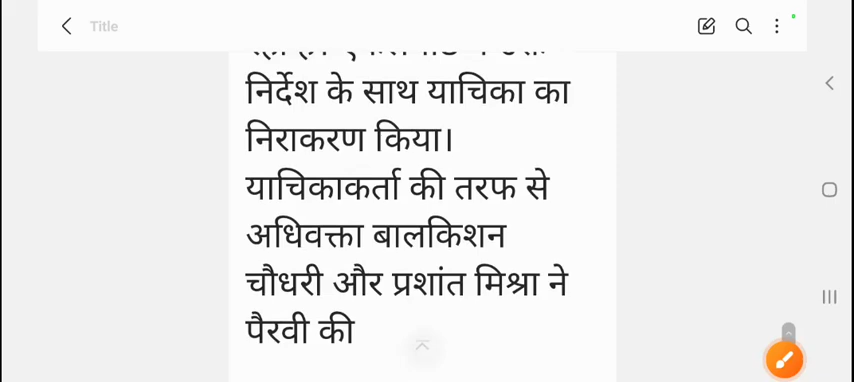 Title
निर्देश के साथ याचिका का
निराकरण किया।
याचिकाकर्ता की तरफ से
अधिवक्ता बालकिशन
चौधरी और प्रशांत मिश्रा ने
पैरवी की